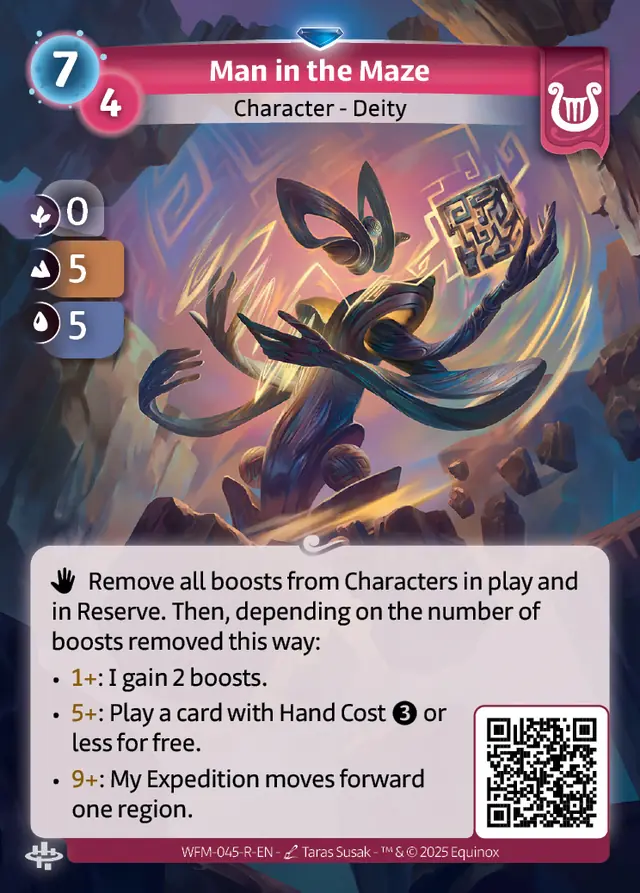 7
4
Man in the Maze
Character - Deity
0
5
5
Remove all boosts from Characters in play and
in Reserve. Then, depending on the number of
boosts removed this way:
• 1+: I gain 2 boosts.
• 5+: Play a card with Hand Cost 3 or
less for free.
• 9+: My Expedition moves forward
one region.
WFM-045-R-EN - Taras Susak - ™ & © 2025 Equinox